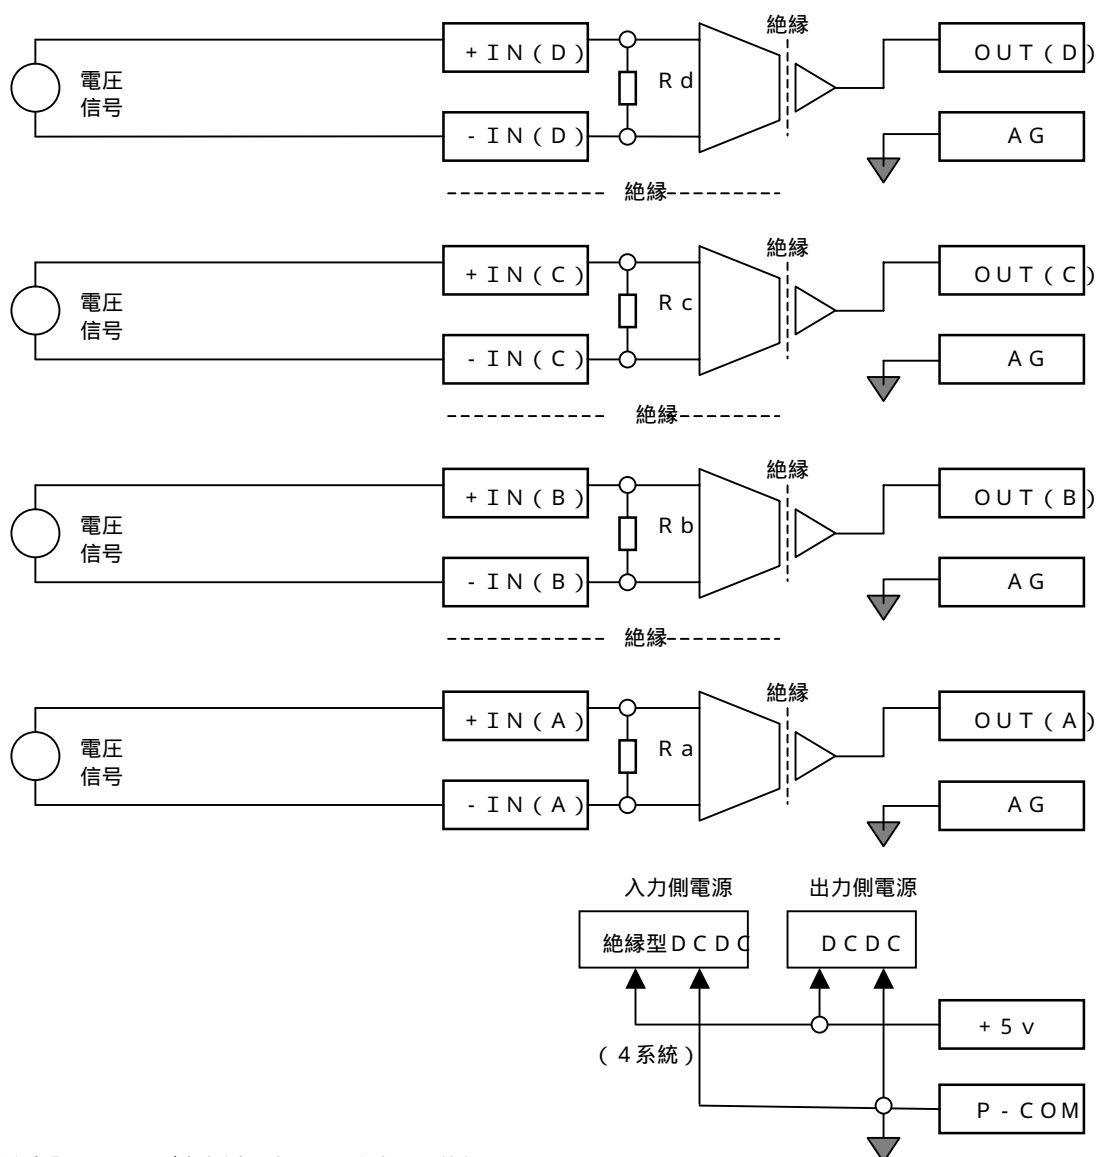 絶縁
+IN(D)
OUT(D)
電圧
信号
Rd
-IN(D)
AG
絶縁
絶縁
+IN(C)
OUT(C)
電圧
信号
Rc
-IN(C)
AG
絶縁
絶縁
+IN(B)
OUT(B)
電圧
信号
Rb
-IN(B)
AG
絶縁
絶縁
+IN(A)
OUT(A)
電圧
信号
Ra
-IN(A)
AG
入力側電源
出力側電源
絶縁型DCDC
DCDC
+5v
(4系統)
P-COM